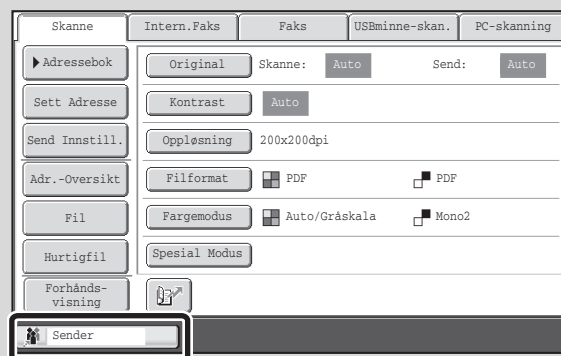 Skanne Intern.Faks Faks USBminne-skan. PC-skanning
Adressebok Original Skanne: Auto Send: Auto
Sett Adresse Kontrast Auto
Send Innstill. Oppløsning 200x200dpi
Adr.-Oversikt Filformat PDF PDF
Fil Fargemodus Auto/Gråskala Mono2
Hurtigfil Spesial Modus
Forhånds-
visning
Sender